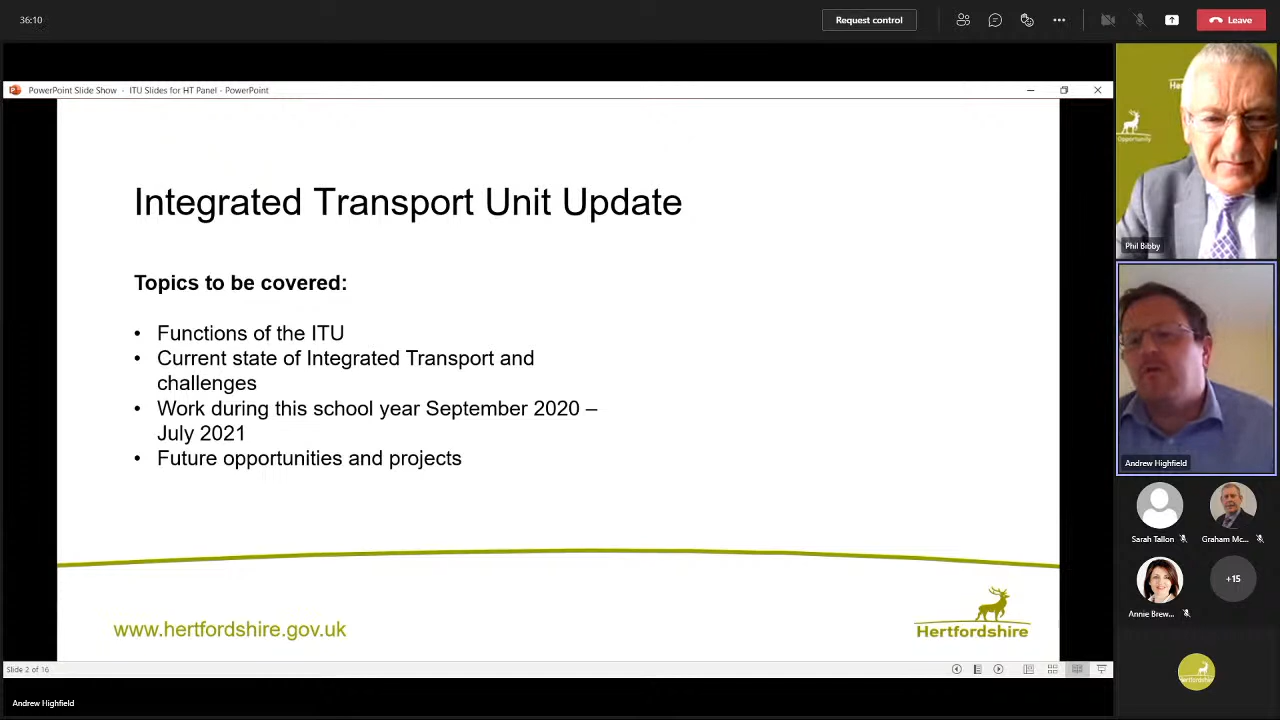 36:10
Request control
Leave
PowerPoint Slide Show - ITU Slides for HT Panel - PowerPoint
Integrated Transport Unit Update
Topics to be covered:
• Functions of the ITU
• Current state of Integrated Transport and
challenges
• Work during this school year September 2020 –
July 2021
• Future opportunities and projects
www.hertfordshire.gov.uk
Hertfordshire
Slide 2 of 16
Andrew Highfield
Opportunity
Phil Bibby
Andrew Highfield
Sarah Tallon
Graham Mc...
Annie Brew...
+15
Hertfordshire